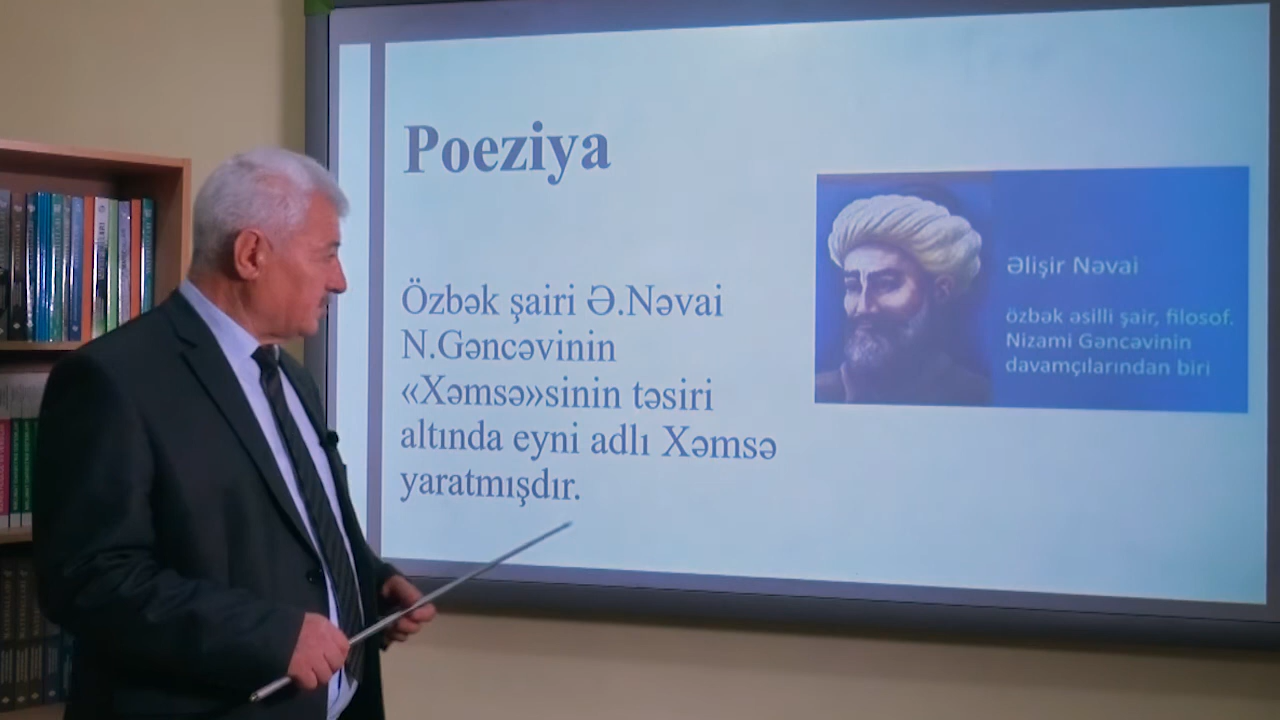 Poeziya
Özbək şairi Ə.Nəvai
N.Gəncəvinin
«Xəmsə»sinin təsiri
altında eyni adlı Xəmsə
yaratmışdır.
Əlişir Nəvai
özbək əsilli şair, filosof.
Nizami Gəncəvinin
davamçılarından biri